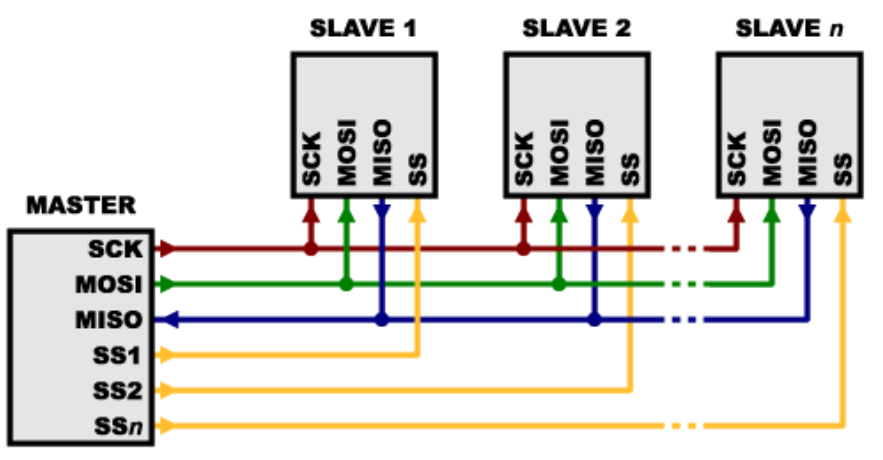 SLAVE 1
SLAVE 2
SLAVE n
SCK
MOSI
MISO
SS
SCK
MOSI
MISO
SS
SCK
MOSI
MISO
SS
MASTER
SCK
MOSI
MISO
SS1
SS2
SSn